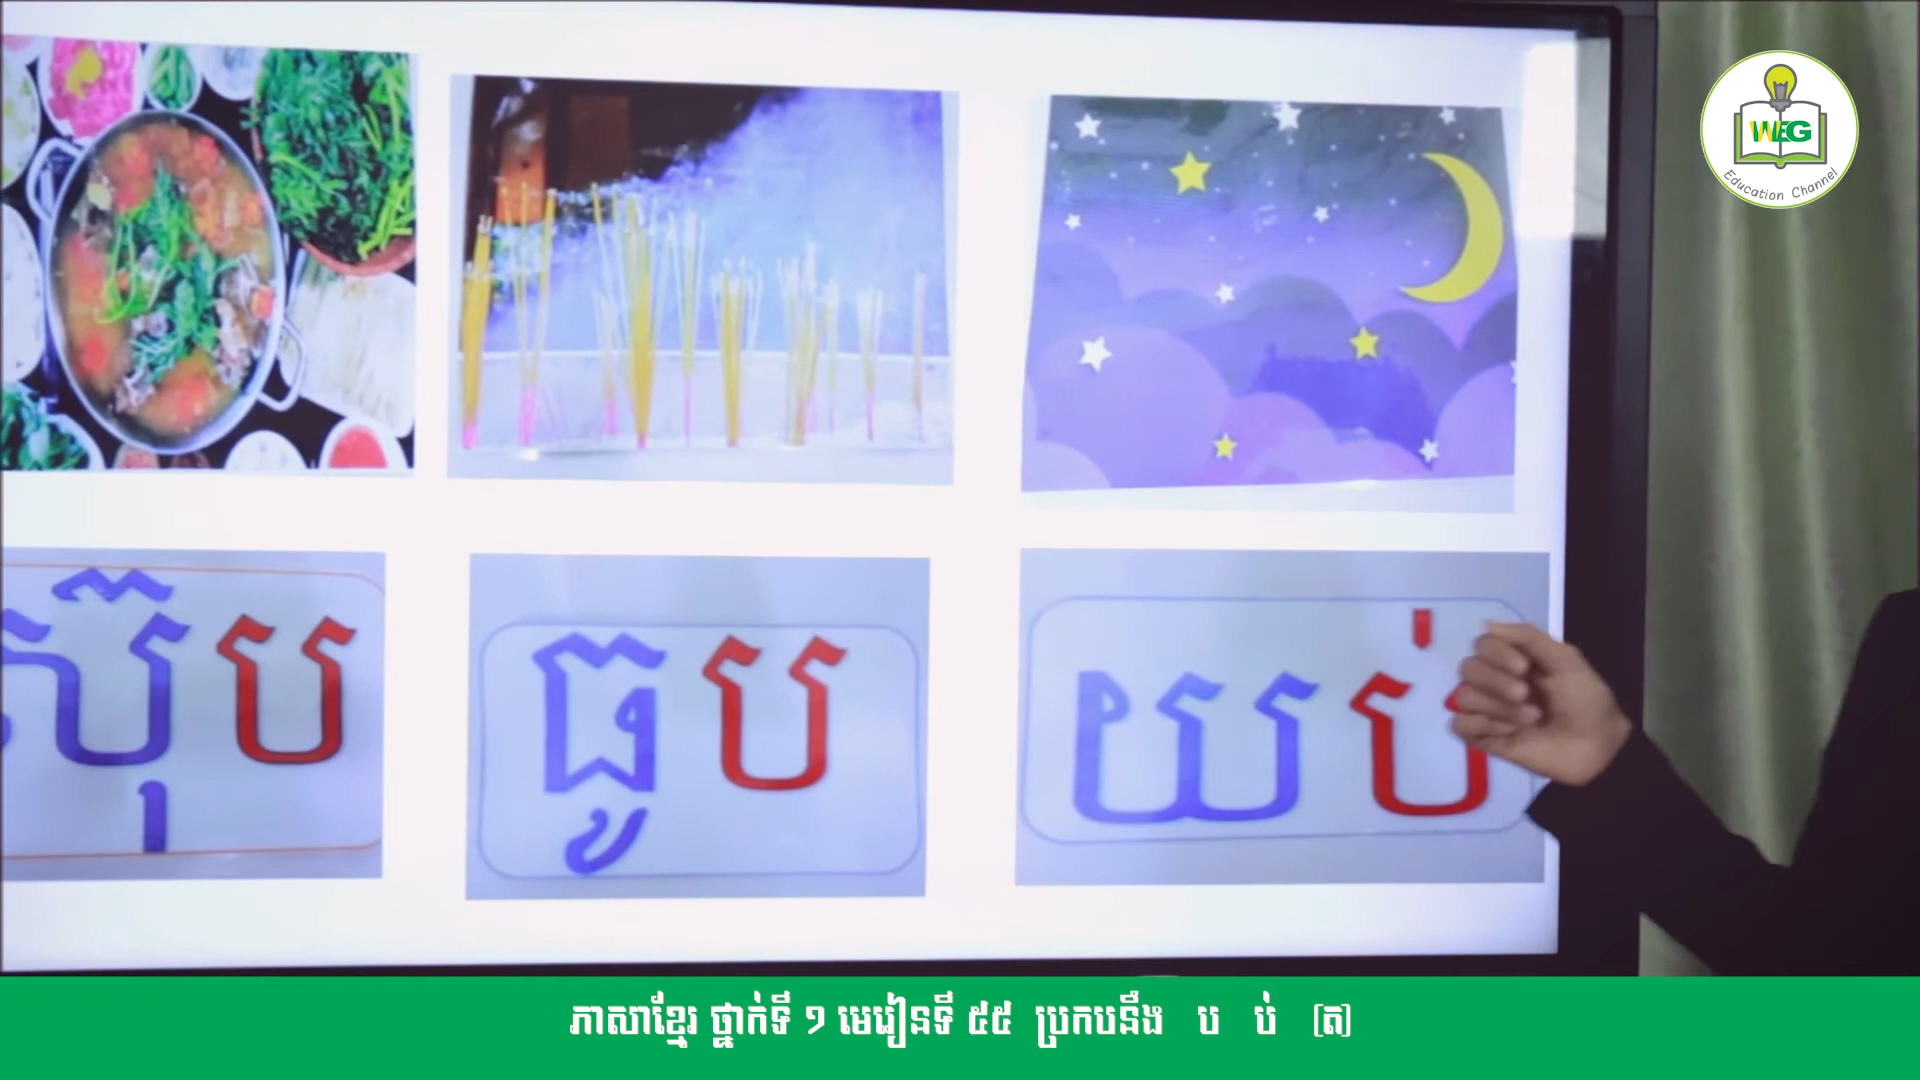 WEG
Education Channel
ស៊ុប
ធូប
យប់
ភាសាខ្មែរ ថ្នាក់ទី ១ មេរៀនទី ៥៥ ប្រកបនឹង ប ប់ (ត)